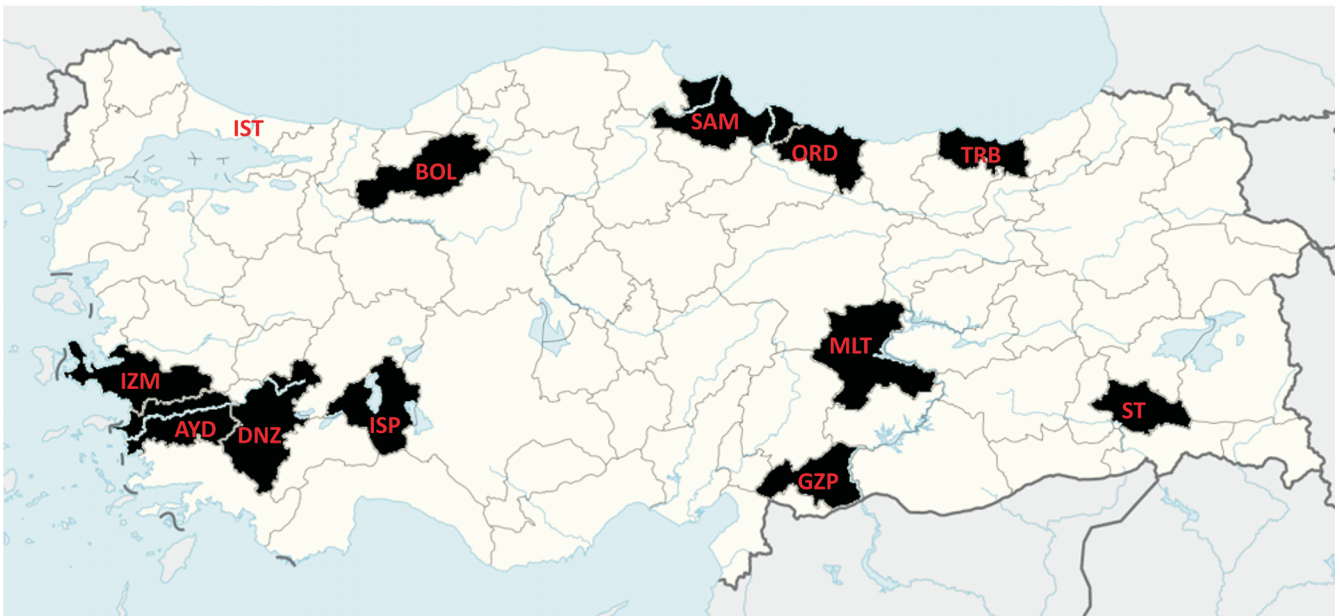 IST
SAM
ORD
TRB
BOL
MLT
IZM
ST
AYD
DNZ
ISP
GZP